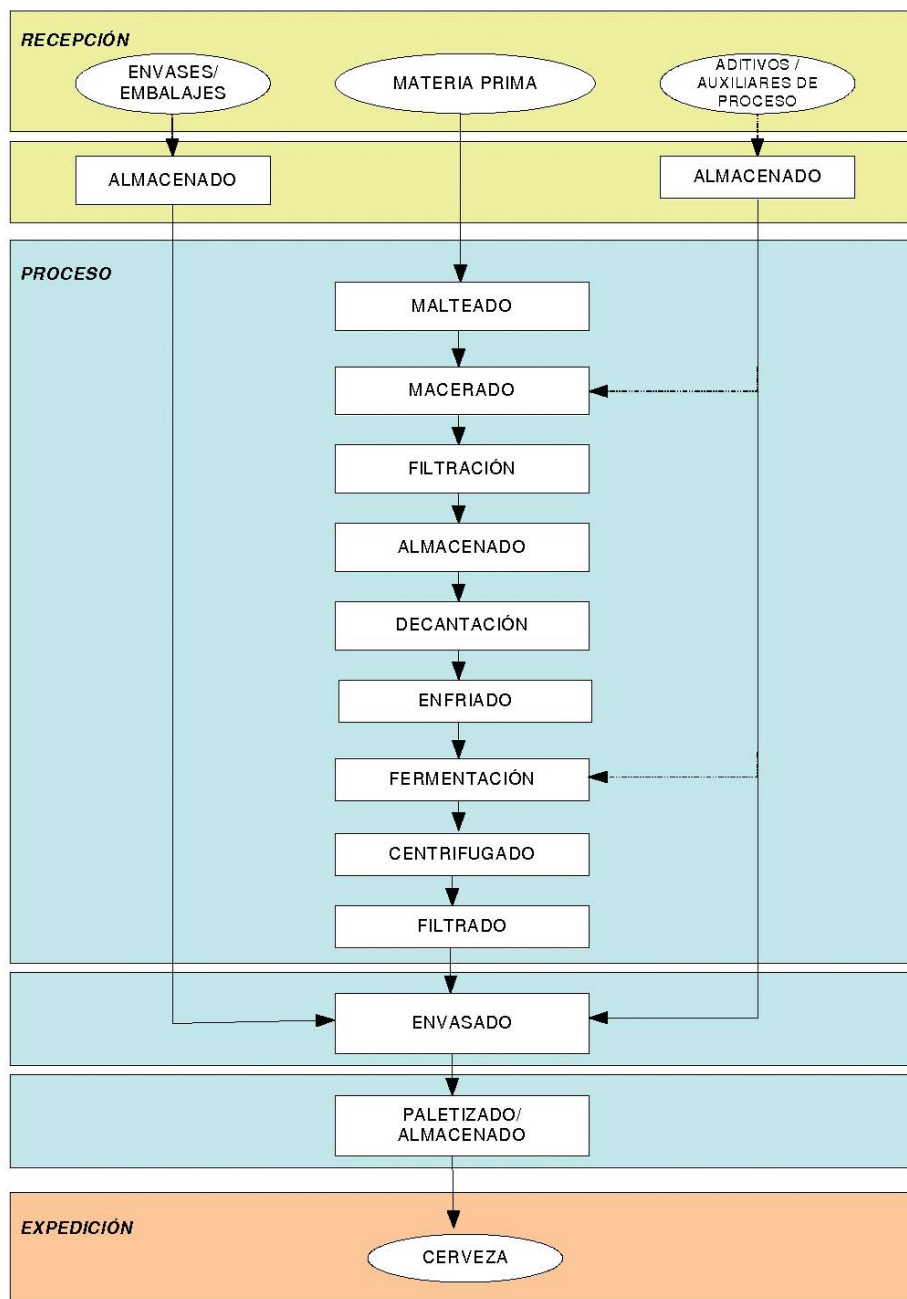 RECEPCIÓN
ENVASES/
EMBALAJES
MATERIA PRIMA
ADITIVOS /
AUXILIARES DE
PROCESO
ALMACENADO
ALMACENADO
PROCESO
MALTEADO
MACERADO
FILTRACIÓN
ALMACENADO
DECANTACIÓN
ENFRIADO
FERMENTACIÓN
CENTRIFUGADO
FILTRADO
ENVASADO
PALETIZADO/
ALMACENADO
EXPEDICIÓN
CERVEZA